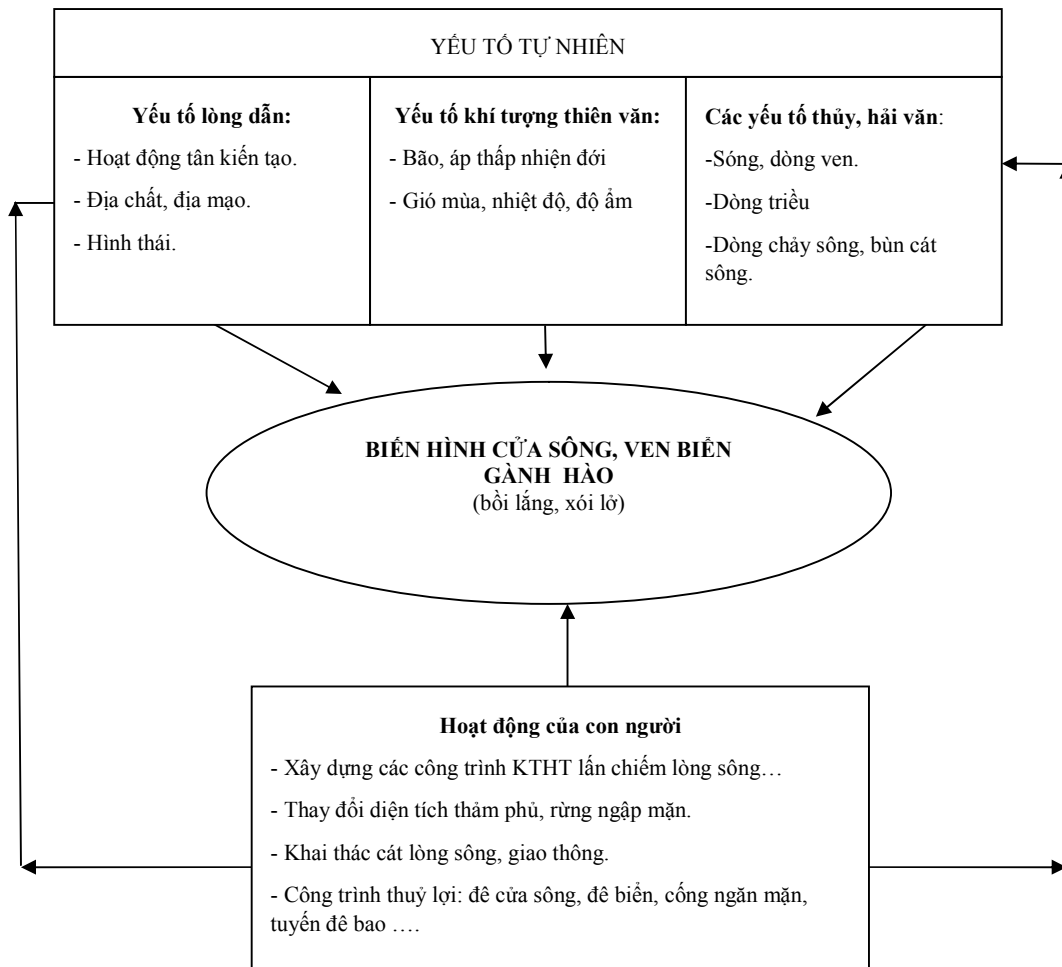 YẾU TỐ TỰ NHIÊN
Yếu tố lòng dẫn:
- Hoạt động tân kiến tạo.
- Địa chất, địa mạo.
- Hình thái.
Yếu tố khí tượng thiên văn:
- Bão, áp thấp nhiện đới
- Gió mùa, nhiệt độ, độ ẩm
Các yếu tố thủy, hải văn:
-Sóng, dòng ven.
-Dòng triều
-Dòng chảy sông, bùn cát
sông.
BIẾN HÌNH CỬA SÔNG, VEN BIỂN
GÀNH HÀO
(bồi lắng, xói lở)
Hoạt động của con người
- Xây dựng các công trình KTHT lấn chiếm lòng sông…
- Thay đổi diện tích thảm phủ, rừng ngập mặn.
- Khai thác cát lòng sông, giao thông.
- Công trình thuỷ lợi: đê cửa sông, đê biển, cống ngăn mặn,
tuyến đê bao ….